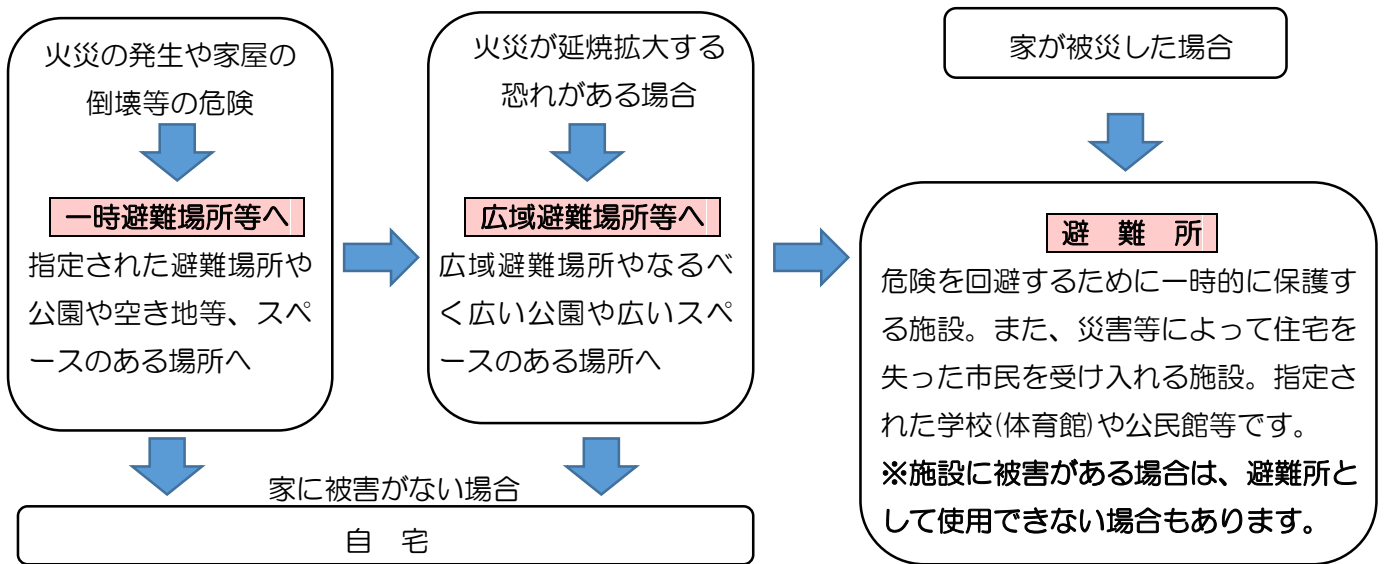 火災の発生や家屋の
倒壊等の危険
一時避難場所等へ
指定された避難場所や
公園や空き地等、スペ
ースのある場所へ
火災が延焼拡大する
恐れがある場合
広域避難場所等へ
広域避難場所やなるべ
く広い公園や広いスペ
ースのある場所へ
家が被災した場合
避　難　所
危険を回避するために一時的に保護す
る施設。また、災害等によって住宅を
失った市民を受け入れる施設。指定さ
れた学校(体育館)や公民館等です。
※施設に被害がある場合は、避難所と
して使用できない場合もあります。
家に被害がない場合
自　宅